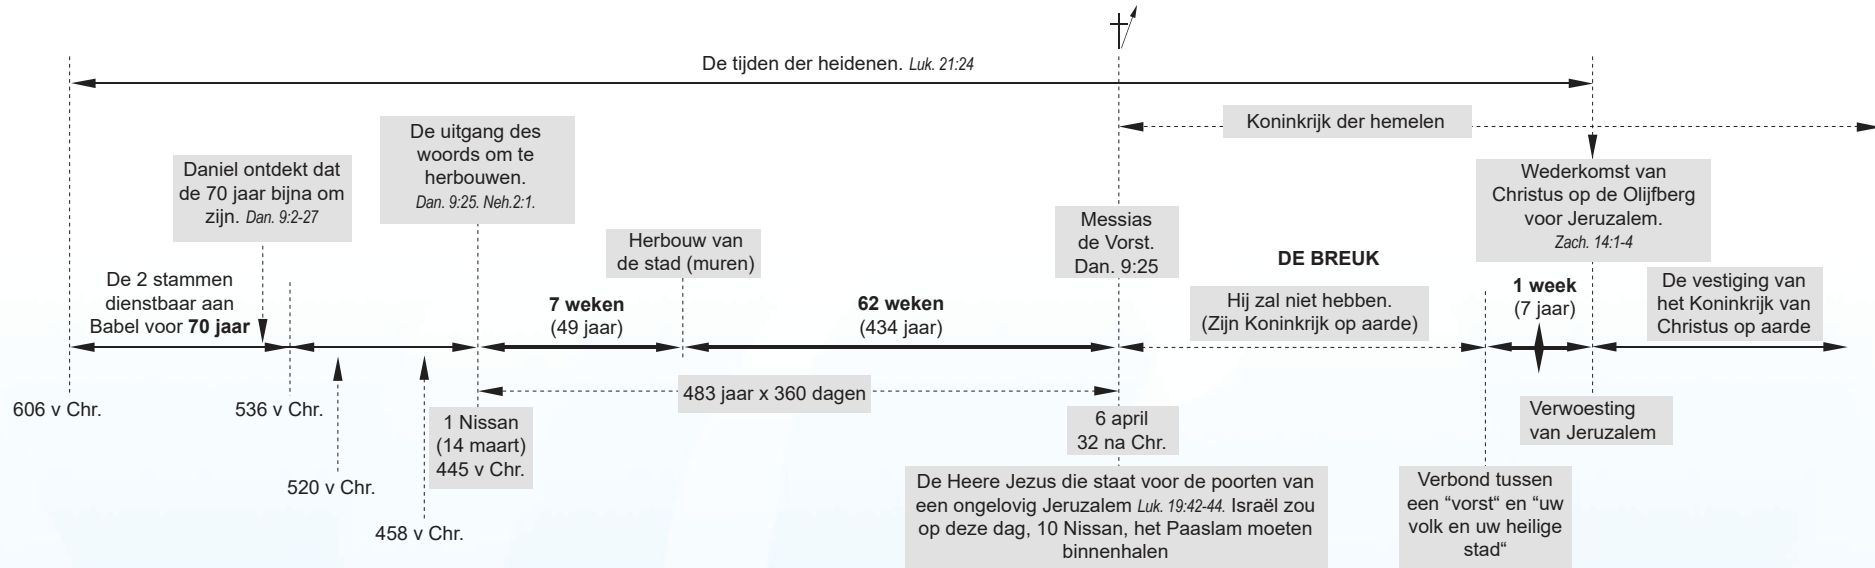 De tijden der heidenen. Luk. 21:24
Koninkrijk der hemelen
De uitgang des
woords om te
herbouwen.
Dan. 9:25. Neh.2:1.
Daniel ontdekt dat
de 70 jaar bijna om
zijn. Dan. 9:2-27
Wederkomst van
Christus op de Olijfberg
voor Jeruzalem.
Zach. 14:1-4
Messias
de Vorst.
Dan. 9:25
Herbouw van
de stad (muren)
DE BREUK
De 2 stammen
dienstbaar aan
Babel voor 70 jaar
7 weken
(49 jaar)
62 weken
(434 jaar)
Hij zal niet hebben.
(Zijn Koninkrijk op aarde)
1 week
(7 jaar)
De vestiging van
het Koninkrijk van
Christus op aarde
483 jaar x 360 dagen
606 v Chr.
536 v Chr.
520 v Chr.
458 v Chr.
1 Nissan
(14 maart)
445 v Chr.
6 april
32 na Chr.
Verwoesting
van Jeruzalem
De Heere Jezus die staat voor de poorten van
een ongelovig Jeruzalem Luk. 19:42-44. Israël zou
op deze dag, 10 Nissan, het Paaslam moeten
binnenhalen
Verbond tussen
een “vorst“ en “uw
volk en uw heilige
stad“